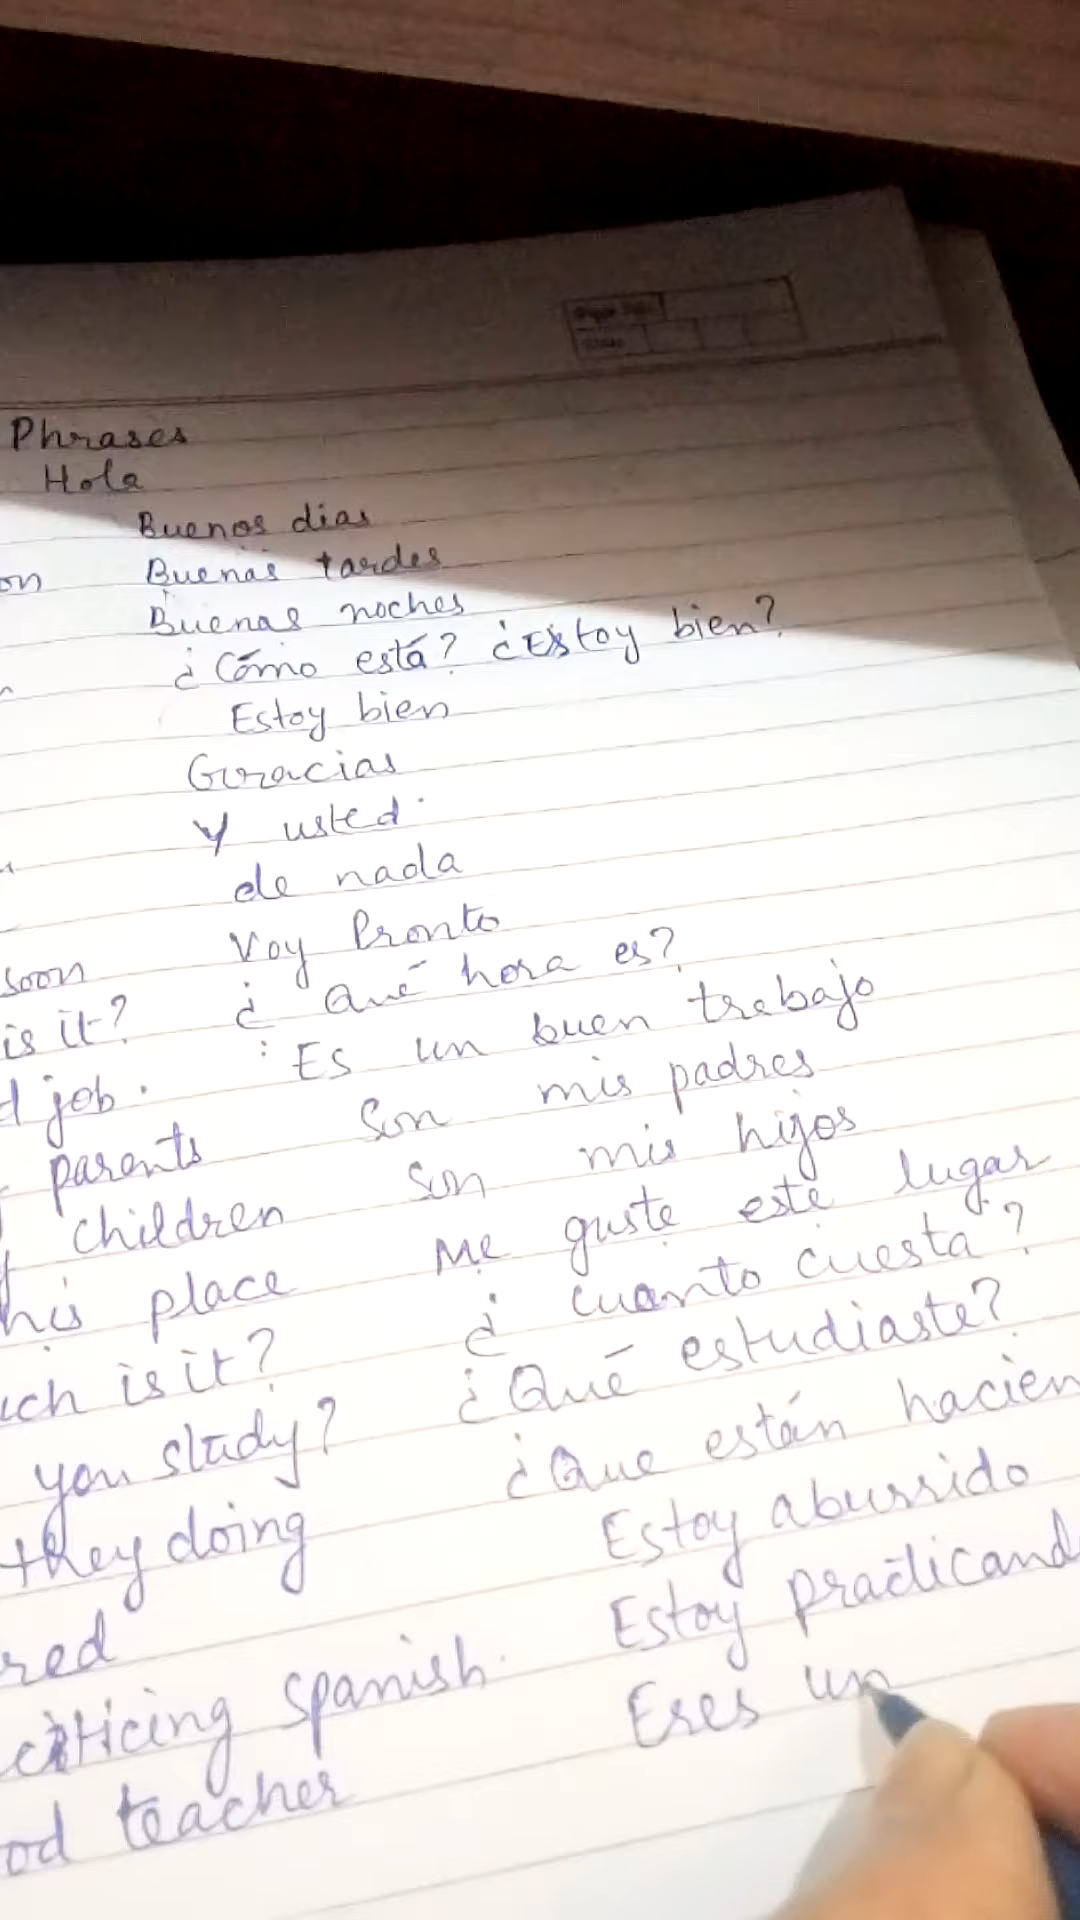 Phrases
Hola
Buenos dias
on Buenas tardes
Buenas noches
¿Cómo está? ¿Estoy bien?
Estoy bien
Gracias
y usted
de nada
soon Voy Pronto
is it? ¿Qué hora es?
d job. Es un buen trabajo
parents Son mis padres
children Son mis hijos
his place Me guste este lugar
uch is it? ¿cuanto cuesta?
you study? ¿Qué estudiaste?
they doing ¿Que están hacien
red Estoy aburrido
cticing spanish. Estoy practicand
od teacher Eres un